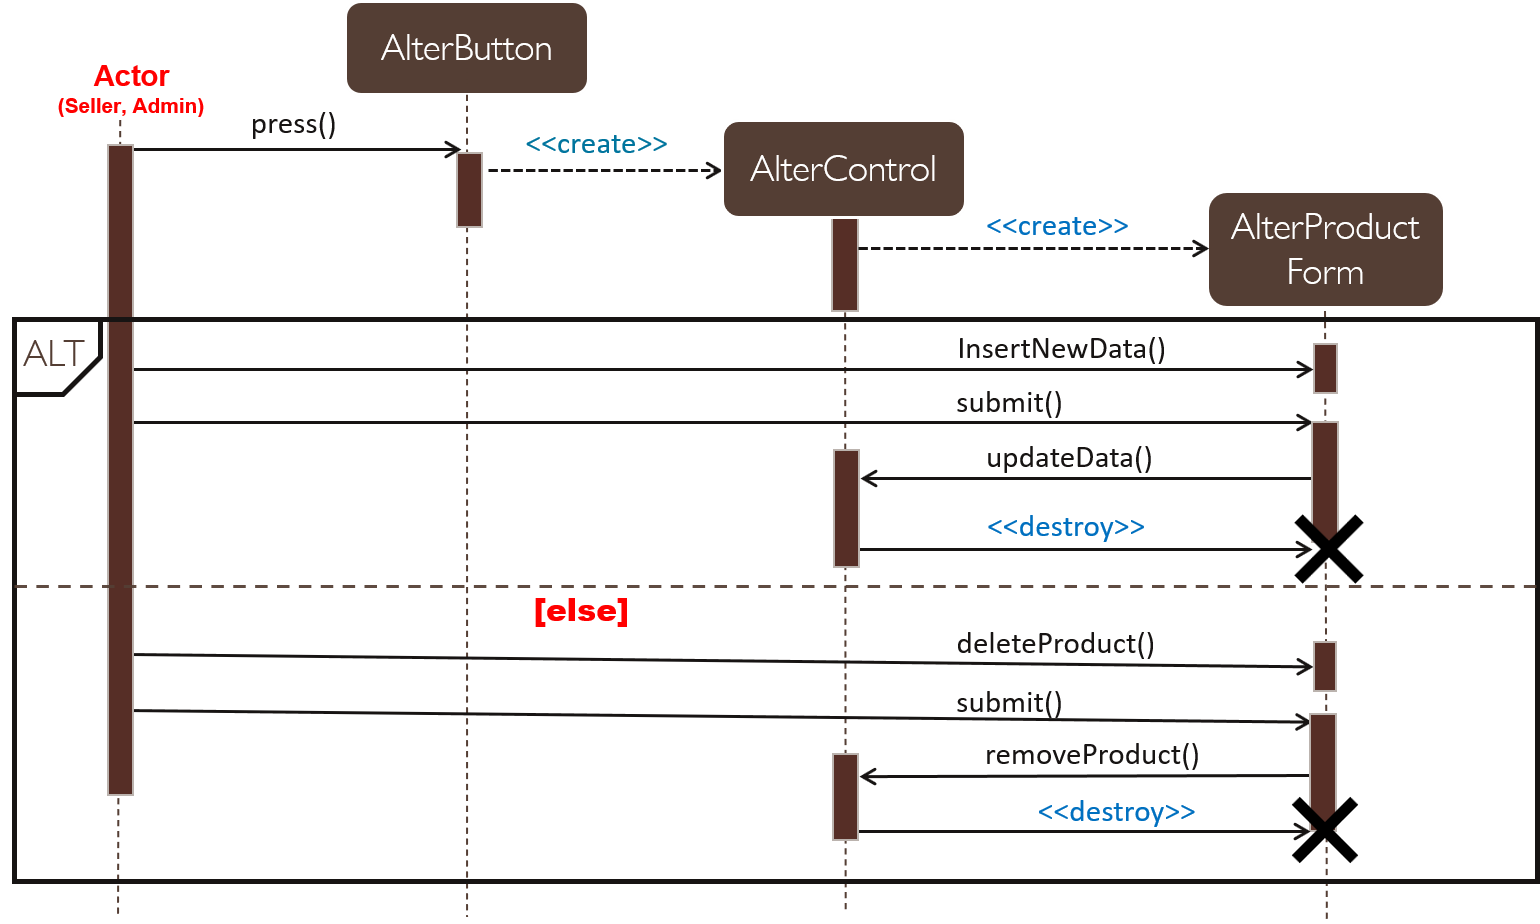 AlterButton
Actor
(Seller, Admin)
press()
<<create>>
AlterControl
<<create>>
AlterProduct
Form
ALT
InsertNewData()
submit()
updateData()
<<destroy>>
[else]
deleteProduct()
submit()
removeProduct()
<<destroy>>